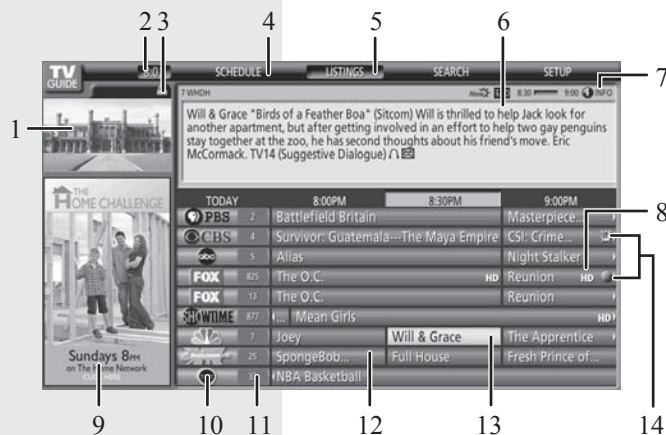 2 3 4 5 6
7
1
8
9 10 11 12 13 14
TV
GUIDE
SCHEDULE LISTINGS SEARCH SETUP
7 WHDH 8:30 9:00 INFO
Will & Grace "Birds of a Feather Boa" (Sitcom) Will is thrilled to help Jack look for
another apartment, but after getting involved in an effort to help two gay penguins
stay together at the zoo, he has second thoughts about his friend's move. Eric
McCormack. TV14 (Suggestive Dialogue)
THE
HOME CHALLENGE
Sundays 8PM
on The Home Network
CLICK HERE
TODAY 8:00PM 8:30PM 9:00PM
PBS 2 Battlefield Britain Masterpiece...
CBS 4 Survivor: Guatemala---The Maya Empire CSI: Crime...
abc 5 Alias Night Stalker
FOX 825 The O.C. HD Reunion HD
FOX 13 The O.C. Reunion
SHOWTIME 877 ... Mean Girls HD
7 Joey Will & Grace The Apprentice
25 SpongeBob... Full House Fresh Prince of...
NBA Basketball